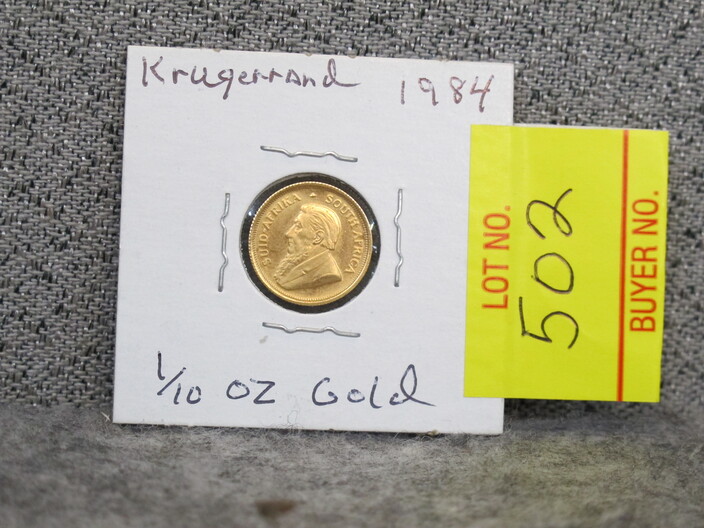 Krugerrand 1984
SUID-AFRIKA SOUTH AFRICA
1/10 oz Gold
LOT NO. 502
BUYER NO.